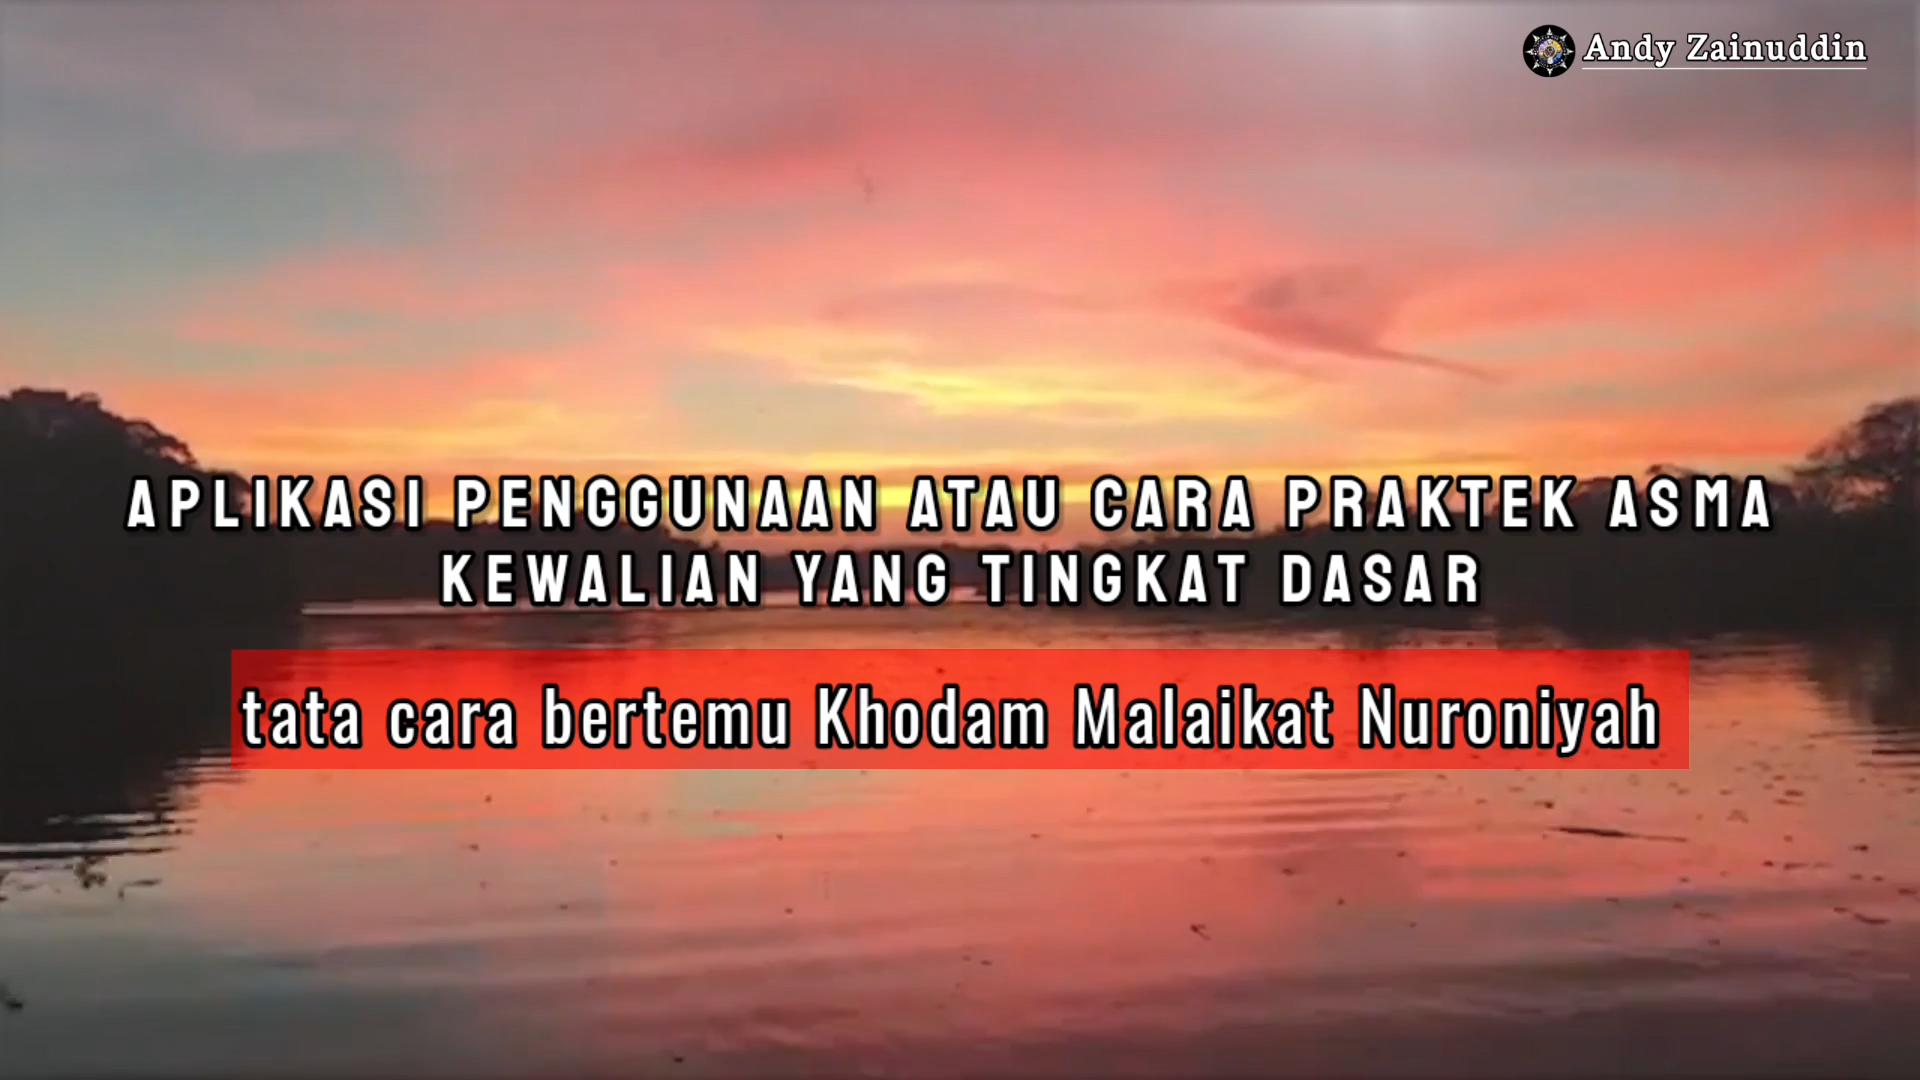 Andy Zainuddin
APLIKASI PENGGUNAAN ATAU CARA PRAKTEK ASMA
KEWALIAN YANG TINGKAT DASAR
tata cara bertemu Khodam Malaikat Nuroniyah